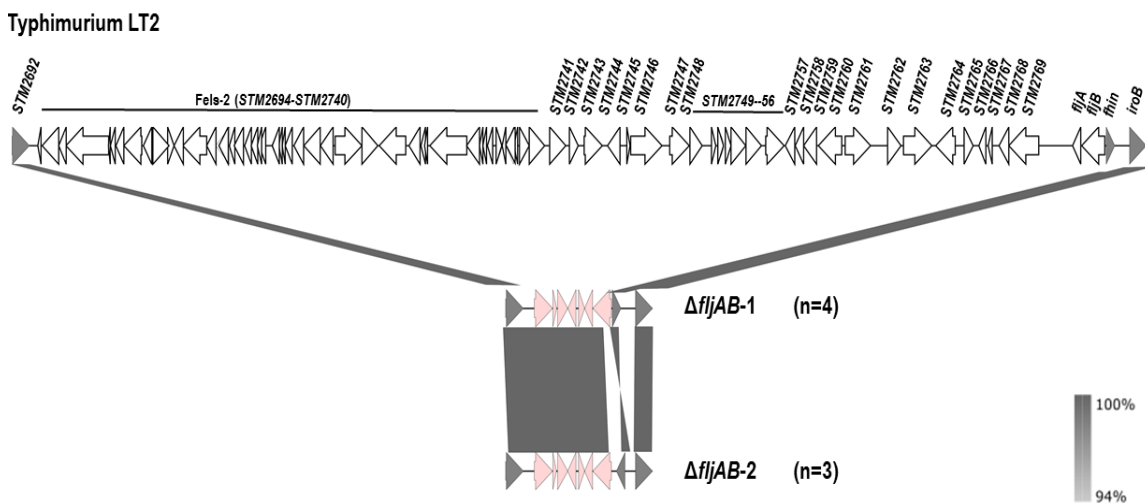 Typhimurium LT2
STM2692
Fels-2 (STM2694-STM2740)
STM2741
STM2742
STM2743
STM2744
STM2745
STM2746
STM2747
STM2748
STM2749--56
STM2757
STM2758
STM2759
STM2760
STM2761
STM2762
STM2763
STM2764
STM2765
STM2766
STM2767
STM2768
STM2769
fljA
fljB
fhin
iroB
ΔfljAB-1 (n=4)
ΔfljAB-2 (n=3)
100%
94%